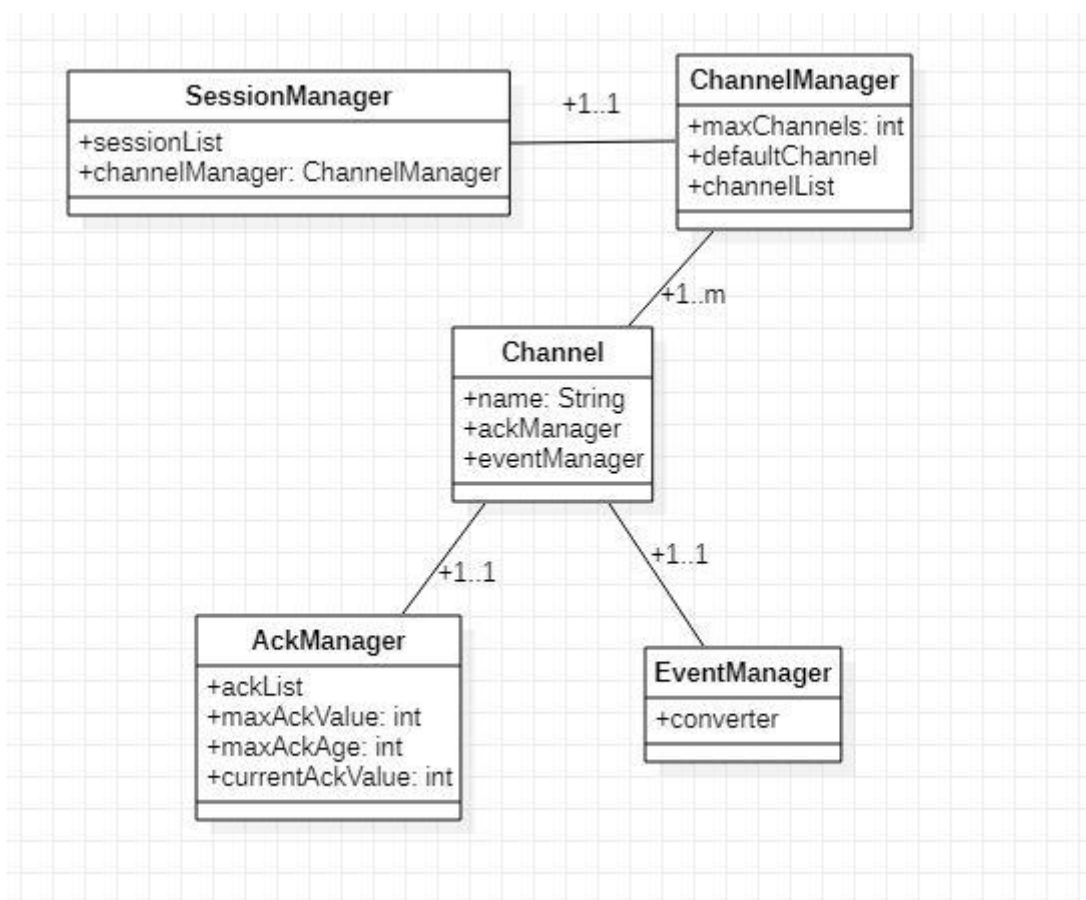 SessionManager
+sessionList
+channelManager: ChannelManager
+1..1
ChannelManager
+maxChannels: int
+defaultChannel
+channelList
+1..m
Channel
+name: String
+ackManager
+eventManager
+1..1
+1..1
AckManager
+ackList
+maxAckValue: int
+maxAckAge: int
+currentAckValue: int
EventManager
+converter